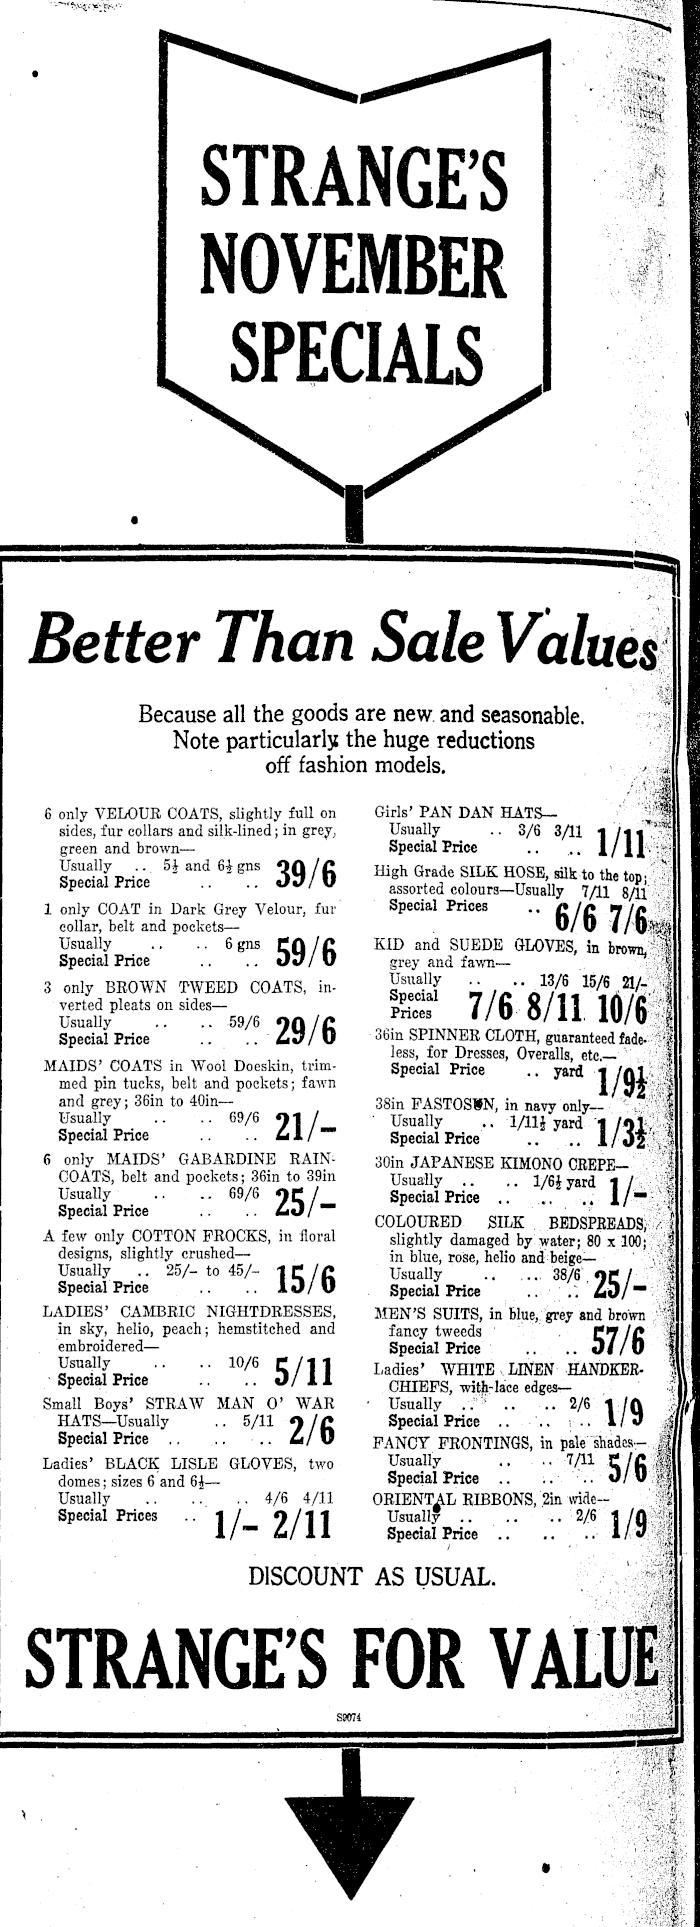 STRANGE'S
NOVEMBER
SPECIALS
Better Than Sale Values
Because all the goods are new and seasonable.
Note particularly the huge reductions
off fashion models.
6 only VELOUR COATS, slightly full on
sides, fur collars and silk-lined; in grey,
green and brown—
Usually .. 5½ and 6½ gns
Special Price .. .. 39/6
1 only COAT in Dark Grey Velour, fur
collar, belt and pockets—
Usually .. .. 6 gns
Special Price .. .. 59/6
3 only BROWN TWEED COATS, in-
verted pleats on sides—
Usually .. .. 59/6
Special Price .. .. 29/6
MAIDS' COATS in Wool Doeskin, trim-
med pin tucks, belt and pockets; fawn
and grey; 36in to 40in—
Usually .. .. 69/6
Special Price .. .. 21/-
6 only MAIDS' GABARDINE RAIN-
COATS, belt and pockets; 36in to 39in
Usually .. .. 69/6
Special Price .. .. 25/-
A few only COTTON FROCKS, in floral
designs, slightly crushed—
Usually .. 25/- to 45/-
Special Price .. .. 15/6
LADIES' CAMBRIC NIGHTDRESSES,
in sky, helio, peach; hemstitched and
embroidered—
Usually .. .. 10/6
Special Price .. .. 5/11
Small Boys' STRAW MAN O' WAR
HATS—Usually .. 5/11
Special Price .. .. .. 2/6
Ladies' BLACK LISLE GLOVES, two
domes; sizes 6 and 6½—
Usually .. .. .. 4/6 4/11
Special Prices .. 1/- 2/11
Girls' PAN DAN HATS—
Usually .. 3/6 3/11
Special Price .. .. 1/11
High Grade SILK HOSE, silk to the top;
assorted colours—Usually 7/11 8/11
Special Prices .. 6/6 7/6
KID and SUEDE GLOVES, in brown,
grey and fawn—
Usually .. .. 13/6 15/6 21/-
Special
Prices 7/6 8/11 10/6
36in SPINNER CLOTH, guaranteed fade-
less, for Dresses, Overalls, etc.—
Special Price .. yard 1/9½
38in FASTOSUN, in navy only—
Usually .. 1/11½ yard
Special Price .. .. 1/3½
30in JAPANESE KIMONO CREPE—
Usually .. .. 1/6½ yard
Special Price .. .. .. 1/-
COLOURED SILK BEDSPREADS,
slightly damaged by water; 80 x 100;
in blue, rose, helio and beige—
Usually .. ... 38/6
Special Price .. .. 25/-
MEN'S SUITS, in blue, grey and brown
fancy tweeds
Special Price .. .. 57/6
Ladies' WHITE LINEN HANDKER-
CHIEFS, with lace edges—
Usually .. .. .. 2/6
Special Price .. .. .. 1/9
FANCY FRONTINGS, in pale shades—
Usually .. .. 7/11
Special Price .. .. .. 5/6
ORIENTAL RIBBONS, 2in wide—
Usually .. .. .. 2/6
Special Price .. .. .. 1/9
DISCOUNT AS USUAL.
STRANGE'S FOR VALUE
S9074